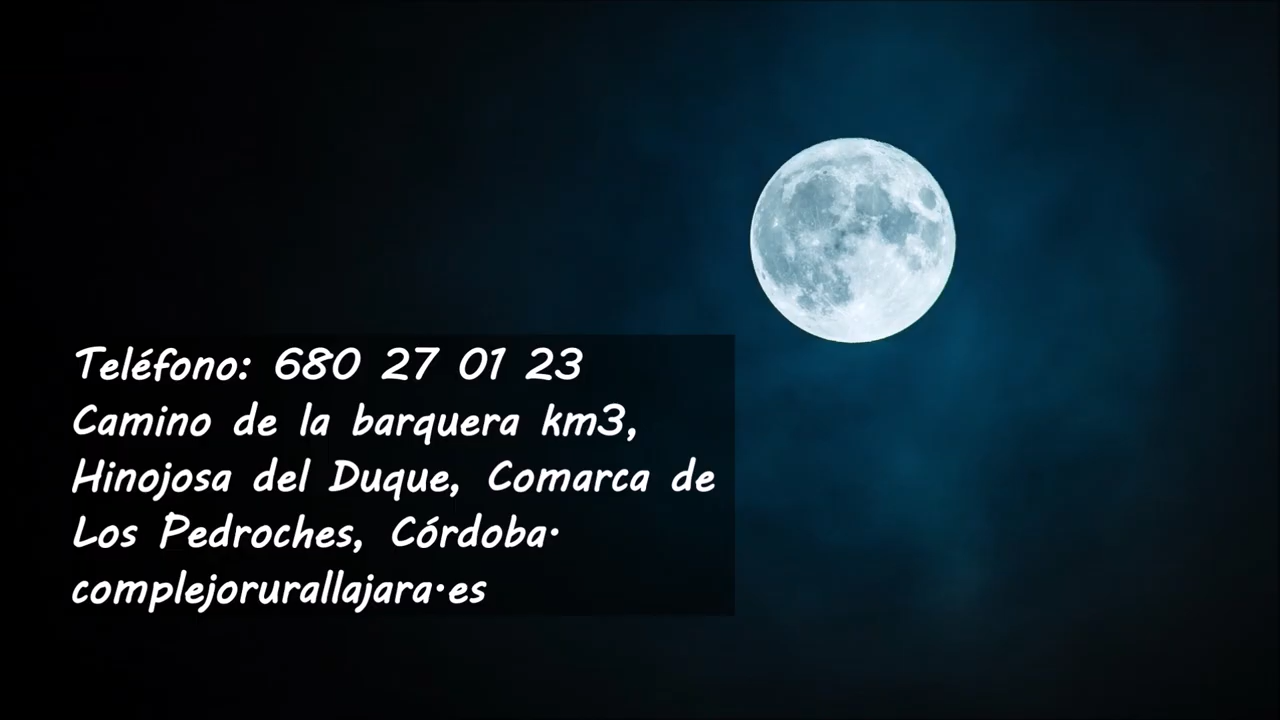 Teléfono: 680 27 01 23
Camino de la barquera km3,
Hinojosa del Duque, Comarca de
Los Pedroches, Córdoba.
complejorurallajara.es